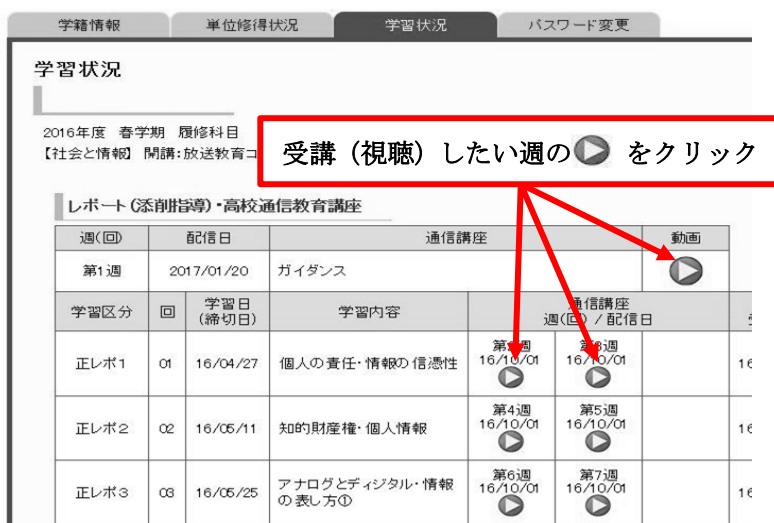 学籍情報 単位修得状況 学習状況 パスワード変更
学習状況
2016年度 春学期 履修科目
【社会と情報】 開講:放送教育コ
受講（視聴）したい週の をクリック
レポート(添削指導)・高校通信教育講座
週(回) 配信日 通信講座 動画
第1週 2017/01/20 ガイダンス
学習区分 回 学習日 学習内容 通信講座
(締切日) 週(回) / 配信日
正レポ1 01 16/04/27 個人の責任・情報の信憑性 16/10/01 第3週 16/10/01 16
第4週 第5週
正レポ2 02 16/05/11 知的財産権・個人情報 16/10/01 16/10/01 16
第6週 第7週
正レポ3 03 16/05/25 アナログとディジタル・情報 16/10/01 16/10/01 16
の表し方①